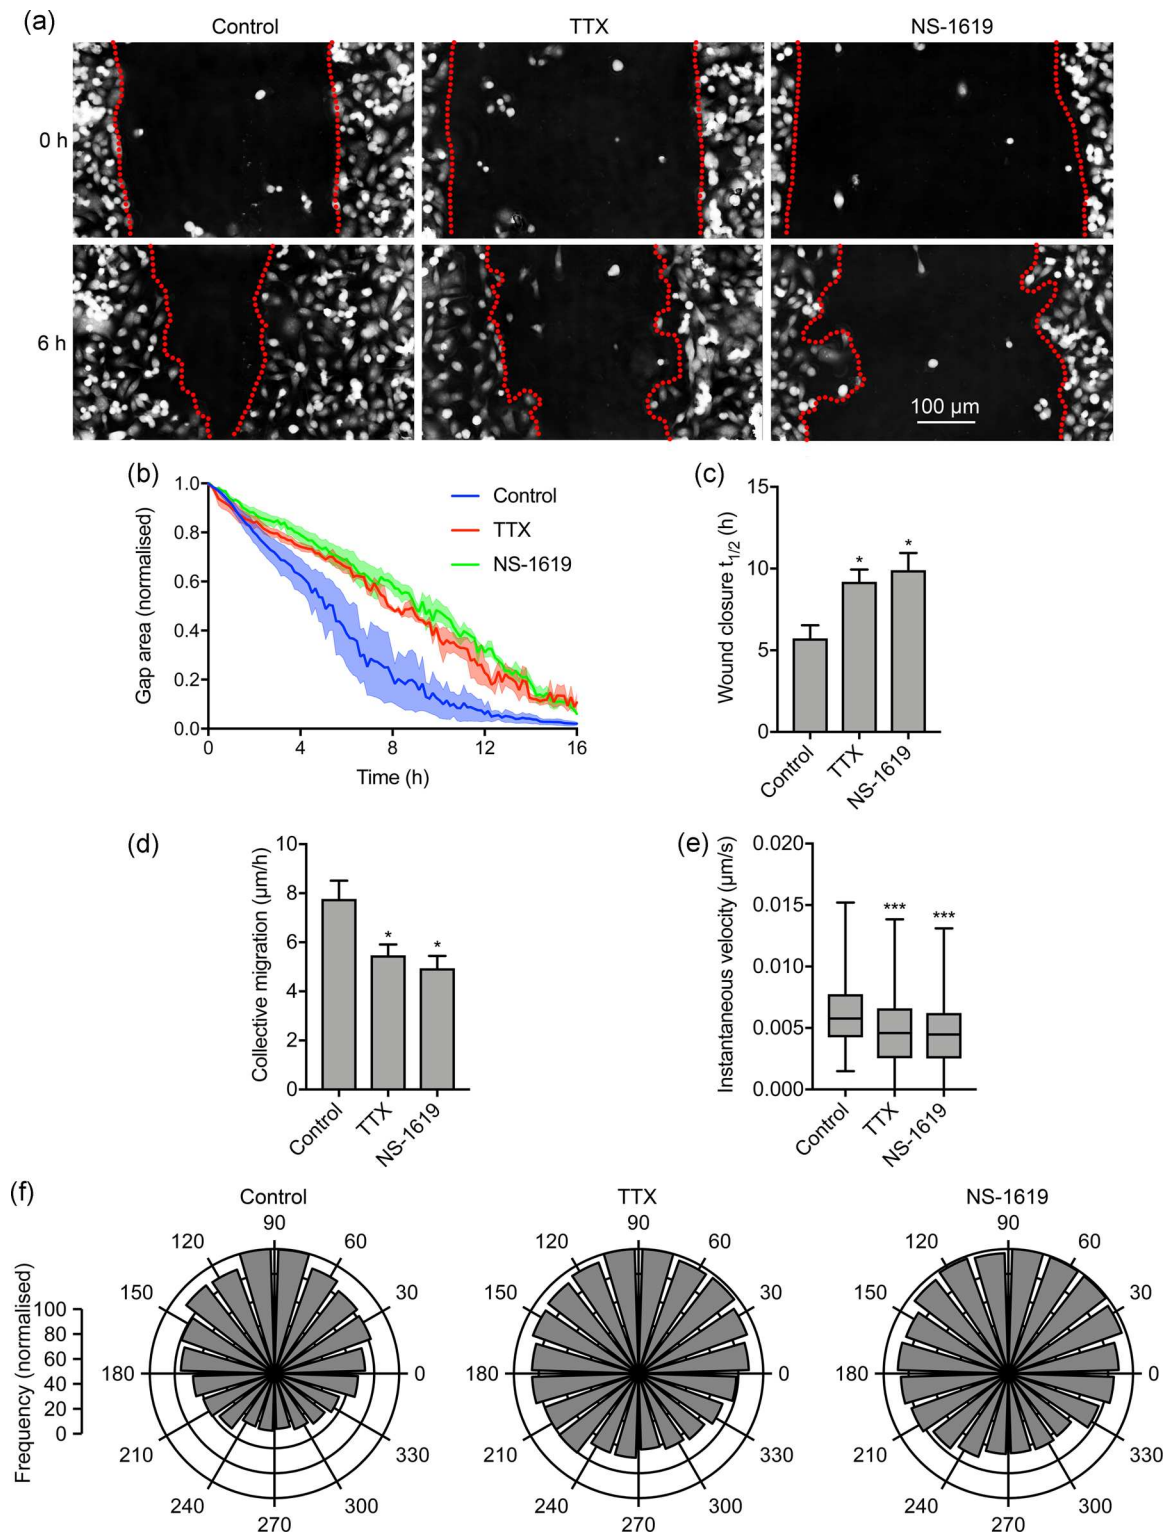 (a)
Control
TTX
NS-1619
0 h
6 h
100 µm
(b)
Gap area (normalised)
1.0
0.8
0.6
0.4
0.2
0.0
0
4
8
12
16
Time (h)
Control
TTX
NS-1619
(c)
Wound closure t1/2 (h)
15
10
5
0
Control
TTX
NS-1619
*
*
(d)
Collective migration (µm/h)
10
8
6
4
2
0
Control
TTX
NS-1619
*
*
(e)
Instantaneous velocity (µm/s)
0.020
0.015
0.010
0.005
0.000
Control
TTX
NS-1619
***
***
(f)
Frequency (normalised)
100
80
60
40
20
0
Control
90
120
60
150
30
180
0
210
330
240
300
270
TTX
90
120
60
150
30
180
0
210
330
240
300
270
NS-1619
90
120
60
150
30
180
0
210
330
240
300
270